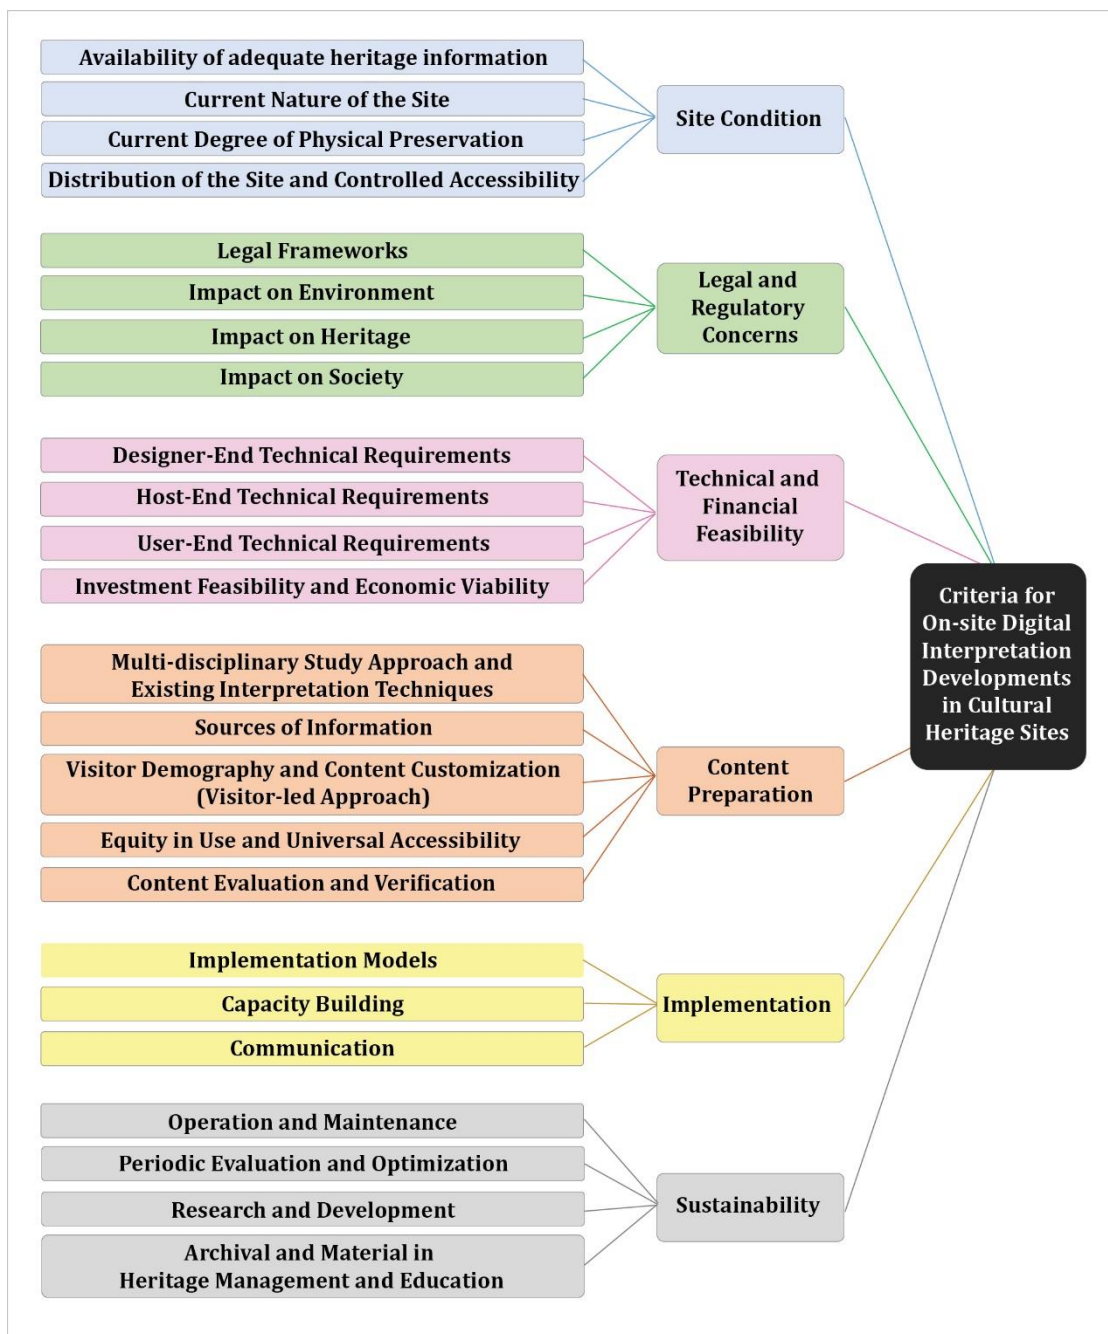 Availability of adequate heritage information
Current Nature of the Site
Current Degree of Physical Preservation
Distribution of the Site and Controlled Accessibility
Site Condition
Legal Frameworks
Impact on Environment
Impact on Heritage
Impact on Society
Legal and
Regulatory
Concerns
Designer-End Technical Requirements
Host-End Technical Requirements
User-End Technical Requirements
Investment Feasibility and Economic Viability
Technical and
Financial
Feasibility
Multi-disciplinary Study Approach and
Existing Interpretation Techniques
Sources of Information
Visitor Demography and Content Customization
(Visitor-led Approach)
Equity in Use and Universal Accessibility
Content Evaluation and Verification
Content
Preparation
Implementation Models
Capacity Building
Communication
Implementation
Operation and Maintenance
Periodic Evaluation and Optimization
Research and Development
Archival and Material in
Heritage Management and Education
Sustainability
Criteria for
On-site Digital
Interpretation
Developments
in Cultural
Heritage Sites